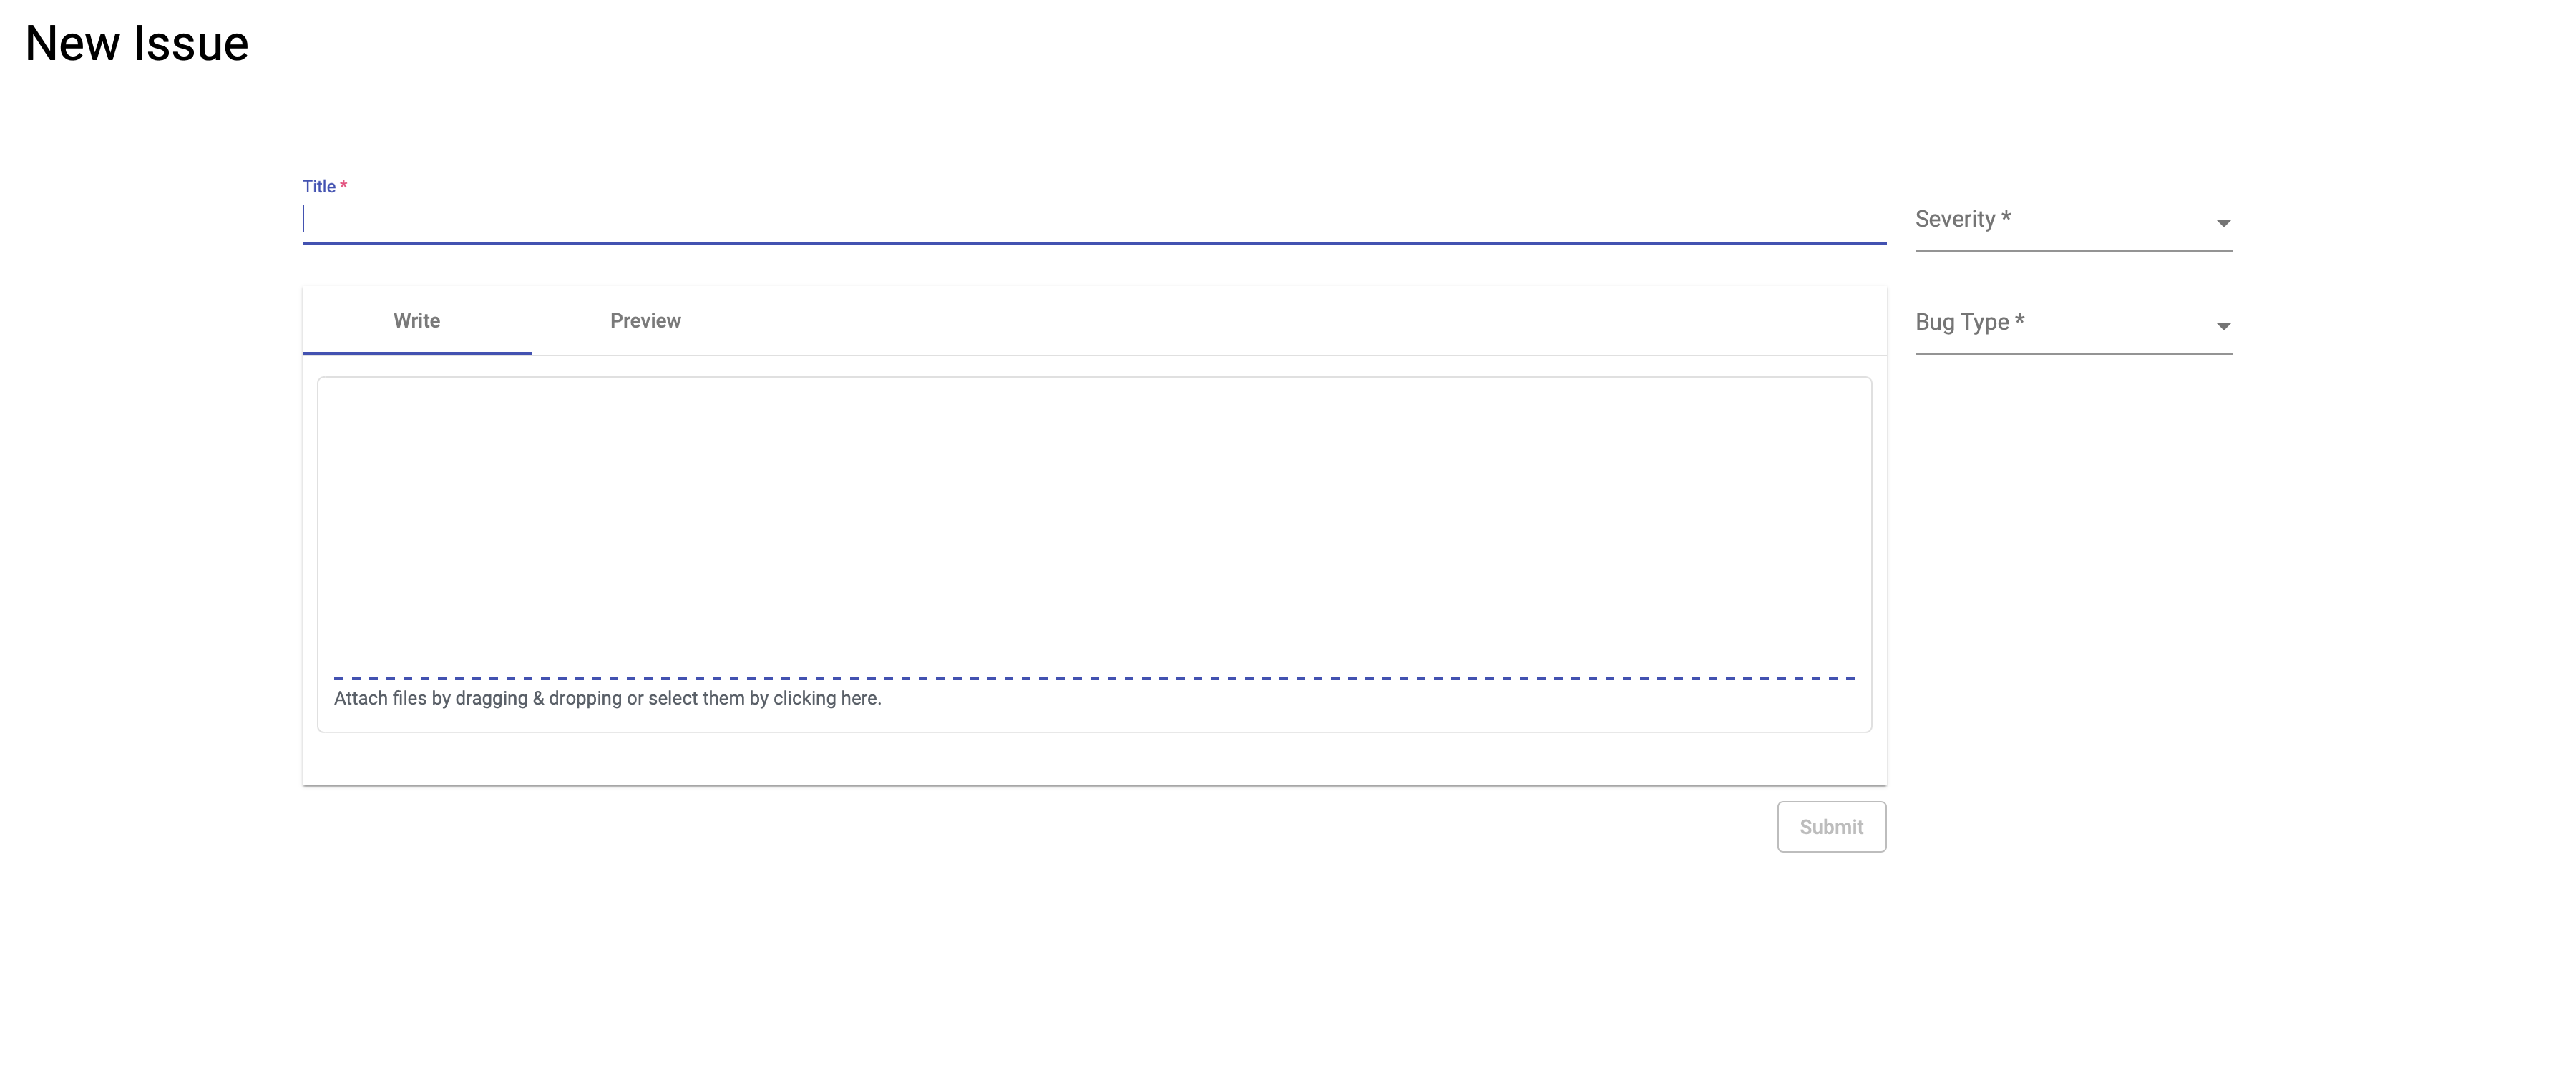 New Issue
Title *
Severity *
Write Preview
Bug Type *
Attach files by dragging & dropping or select them by clicking here.
Submit